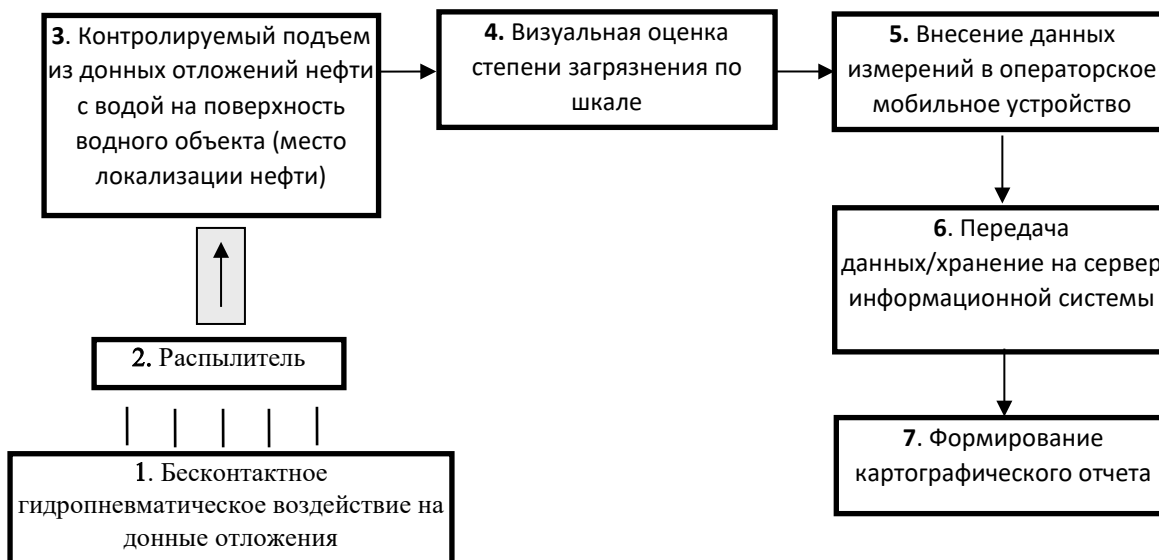 3. Контролируемый подъем
из донных отложений нефти
с водой на поверхность
водного объекта (место
локализации нефти)
4. Визуальная оценка
степени загрязнения по
шкале
5. Внесение данных
измерений в операторское
мобильное устройство
6. Передача
данных/хранение на сервер
информационной системы
7. Формирование
картографического отчета
2. Распылитель
1. Бесконтактное
гидропневматическое воздействие на
донные отложения